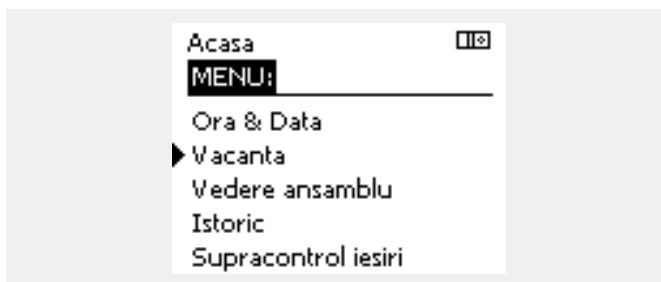 Acasa
MENU:
Ora & Data
Vacanta
Vedere ansamblu
Istoric
Supracontrol iesiri